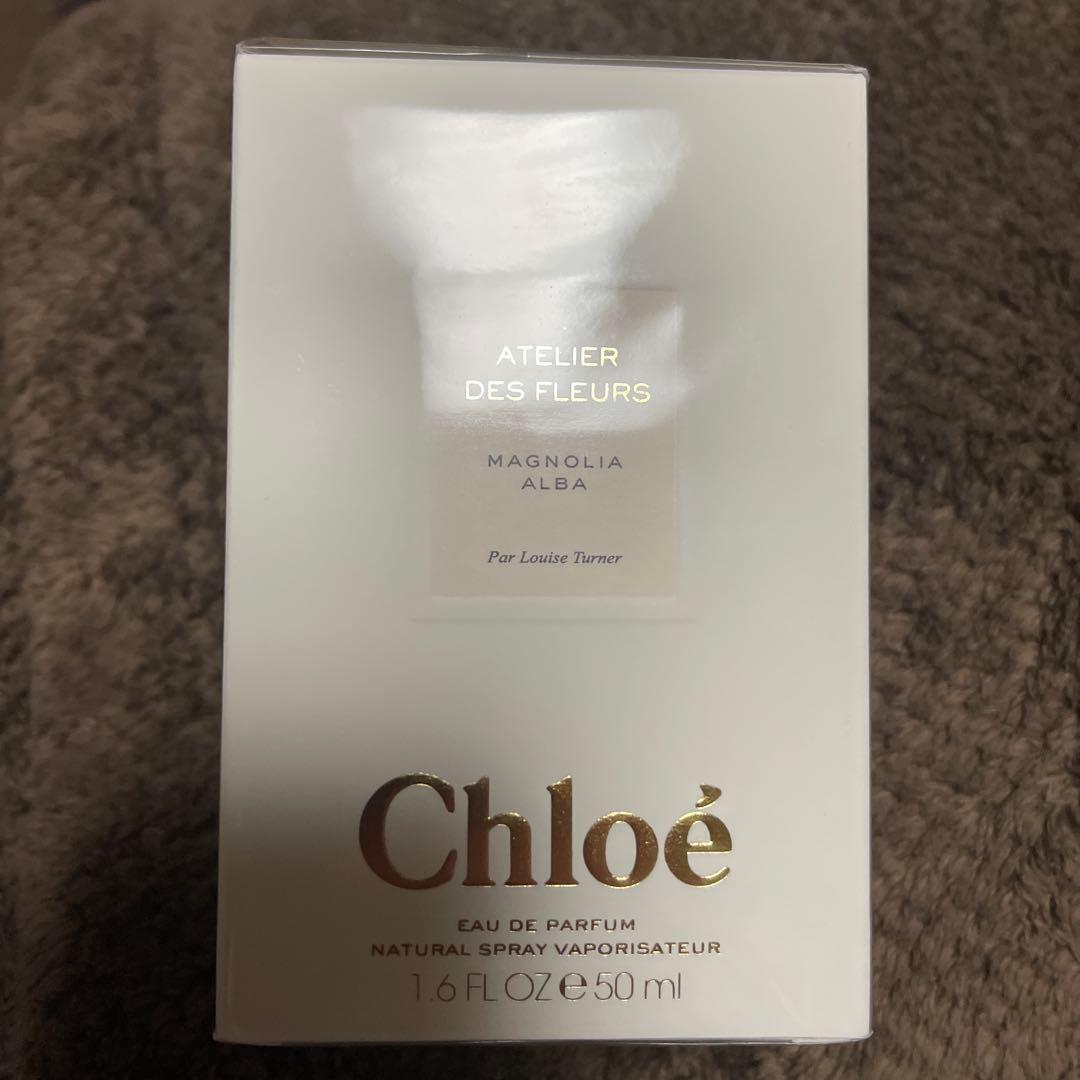 ATELIER
DES FLEURS
MAGNOLIA
ALBA
Par Louise Turner
Chloé
EAU DE PARFUM
NATURAL SPRAY VAPORISATEUR
1.6 FL OZ ℮ 50 ml